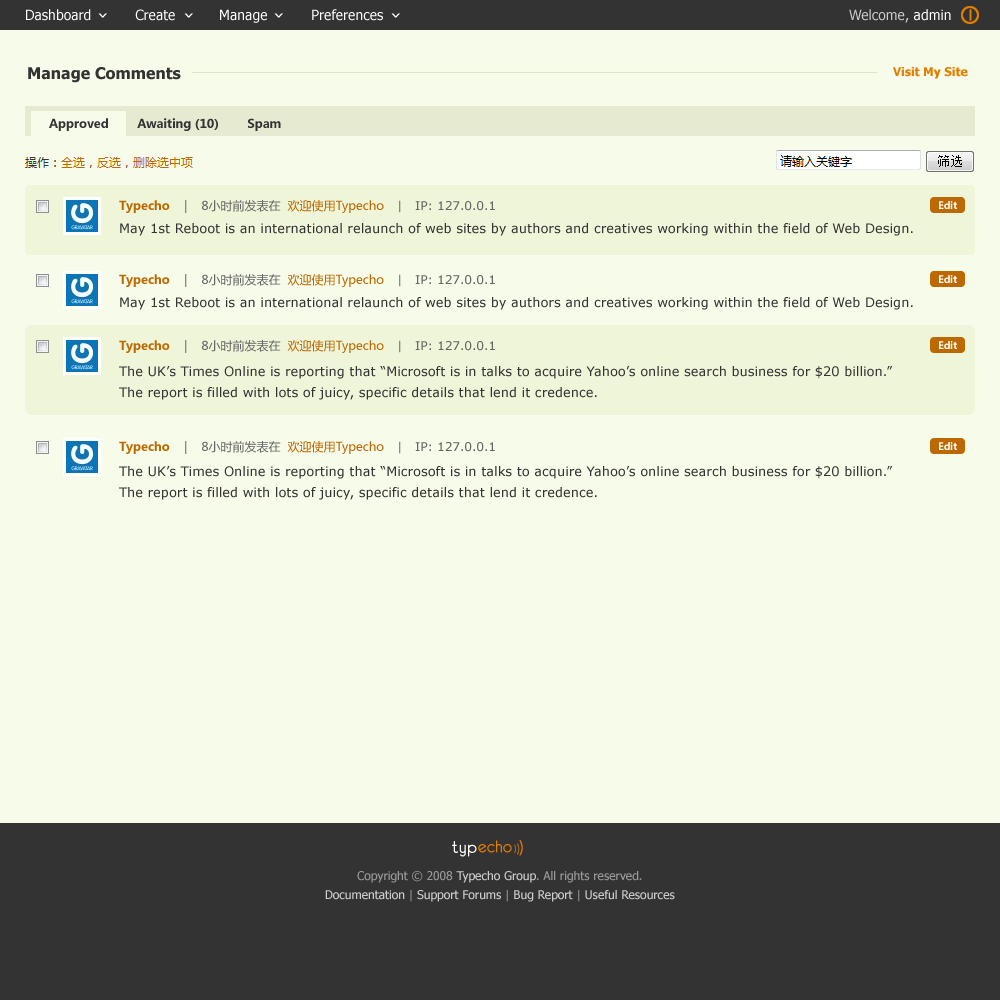 Dashboard Create Manage Preferences Welcome, admin
Manage Comments Visit My Site
Approved Awaiting (10) Spam
操作：全选，反选，删除选中项 请输入关键字 筛选
Typecho | 8小时前发表在 欢迎使用Typecho | IP: 127.0.0.1 Edit
GRAVATAR
May 1st Reboot is an international relaunch of web sites by authors and creatives working within the field of Web Design.
Typecho | 8小时前发表在 欢迎使用Typecho | IP: 127.0.0.1 Edit
GRAVATAR
May 1st Reboot is an international relaunch of web sites by authors and creatives working within the field of Web Design.
Typecho | 8小时前发表在 欢迎使用Typecho | IP: 127.0.0.1 Edit
GRAVATAR
The UK’s Times Online is reporting that “Microsoft is in talks to acquire Yahoo’s online search business for $20 billion.”
The report is filled with lots of juicy, specific details that lend it credence.
Typecho | 8小时前发表在 欢迎使用Typecho | IP: 127.0.0.1 Edit
GRAVATAR
The UK’s Times Online is reporting that “Microsoft is in talks to acquire Yahoo’s online search business for $20 billion.”
The report is filled with lots of juicy, specific details that lend it credence.
typecho
Copyright © 2008 Typecho Group. All rights reserved.
Documentation | Support Forums | Bug Report | Useful Resources